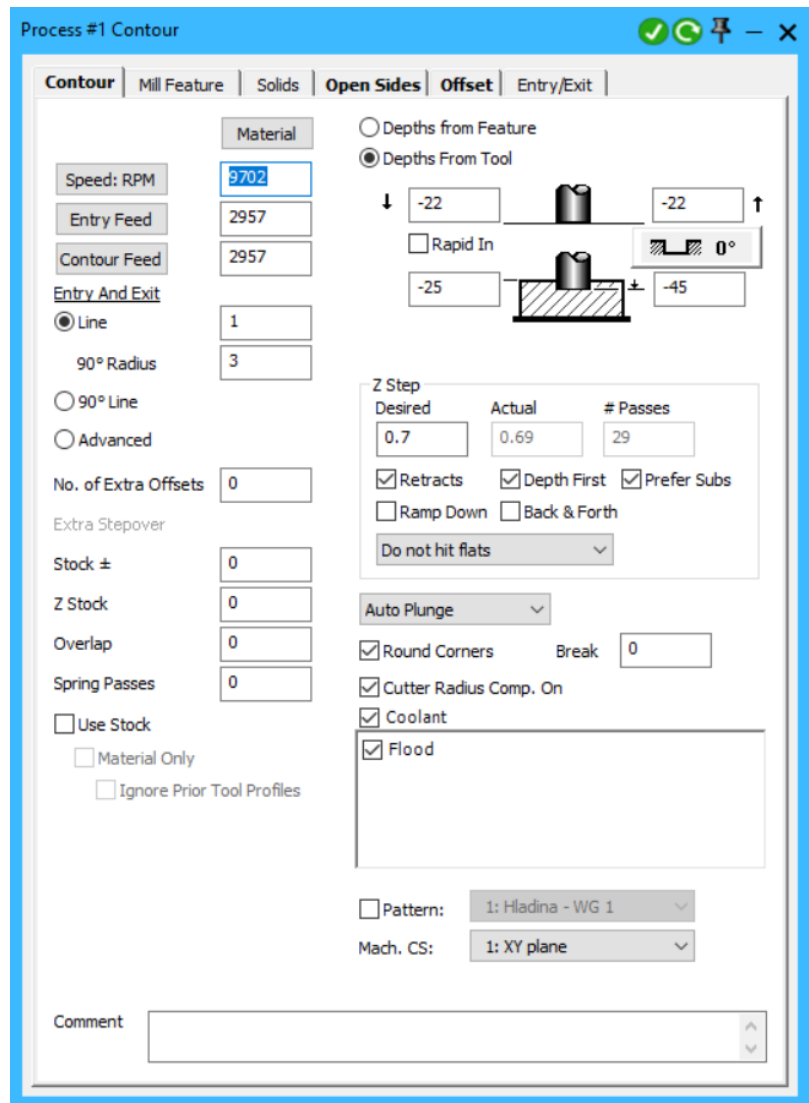 Process #1 Contour
Contour Mill Feature Solids Open Sides Offset Entry/Exit
Material
Speed: RPM 9702
Entry Feed 2957
Contour Feed 2957
Entry And Exit
Line 1
90° Radius 3
90° Line
Advanced
No. of Extra Offsets 0
Extra Stepover
Stock ± 0
Z Stock 0
Overlap 0
Spring Passes 0
Use Stock
Material Only
Ignore Prior Tool Profiles
Depths from Feature
Depths From Tool
-22 -22
Rapid In 0°
-25 -45
Z Step
Desired Actual # Passes
0.7 0.69 29
Retracts Depth First Prefer Subs
Ramp Down Back & Forth
Do not hit flats
Auto Plunge
Round Corners Break 0
Cutter Radius Comp. On
Coolant
Flood
Pattern: 1: Hladina - WG 1
Mach. CS: 1: XY plane
Comment